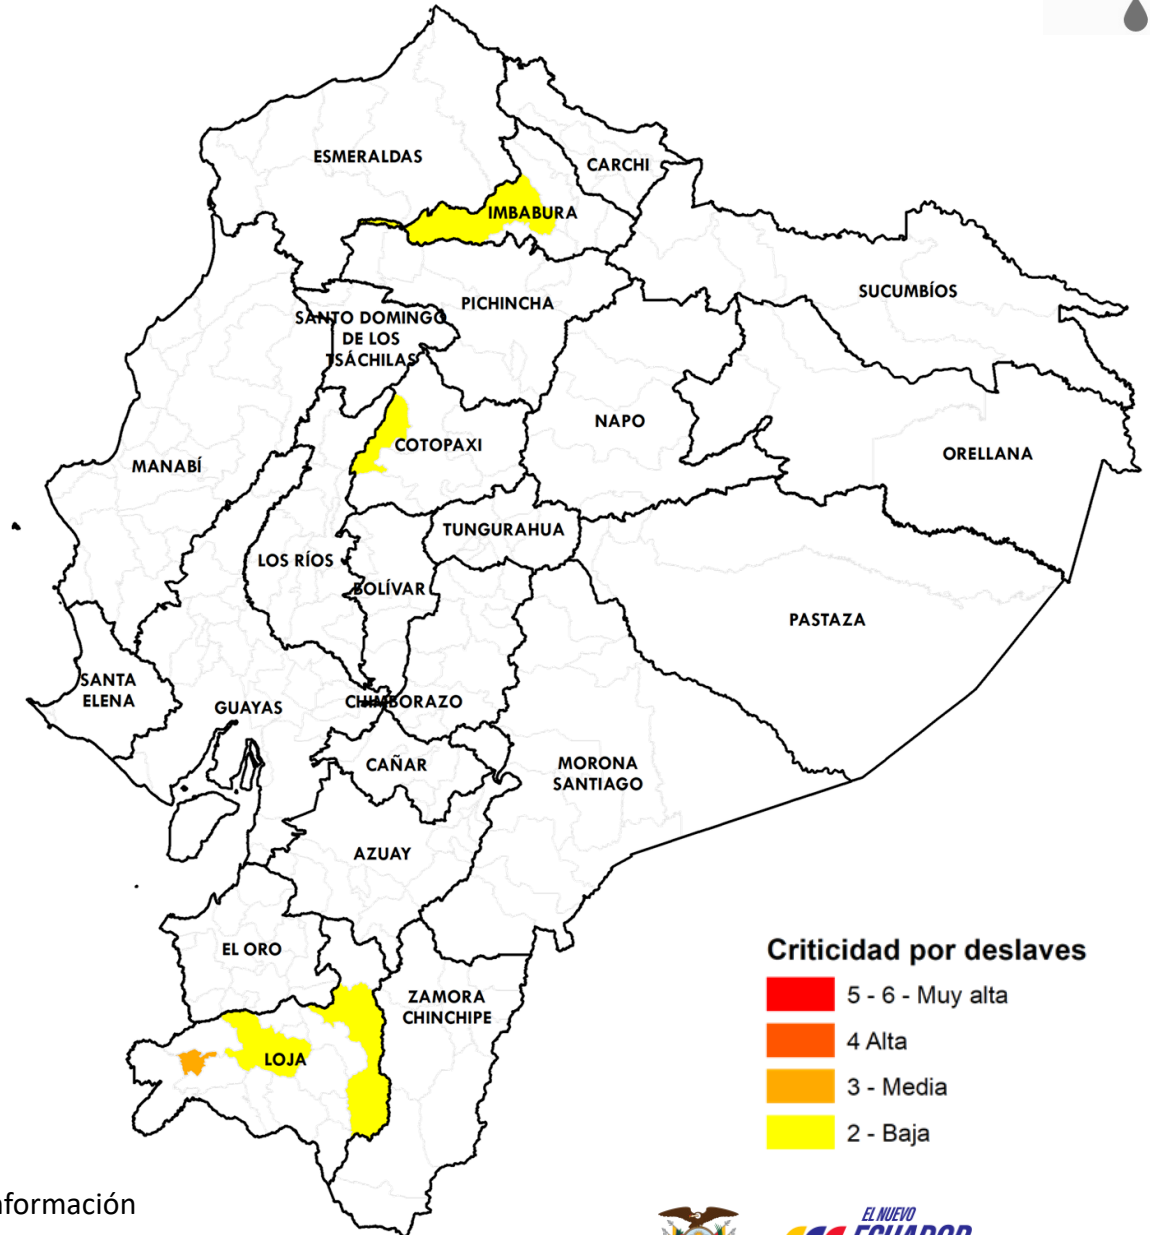 ESMERALDAS
CARCHI
IMBABURA
SUCUMBÍOS
PICHINCHA
SANTO DOMINGO
DE LOS
TSÁCHILAS
NAPO
COTOPAXI
ORELLANA
MANABÍ
TUNGURAHUA
LOS RÍOS
BOLÍVAR
PASTAZA
SANTA
ELENA
GUAYAS
CHIMBORAZO
CAÑAR
MORONA
SANTIAGO
AZUAY
EL ORO
ZAMORA
CHINCHIPE
LOJA
Criticidad por deslaves
5 - 6 - Muy alta
4 Alta
3 - Media
2 - Baja
nformación
EL NUEVO
ECUADOR